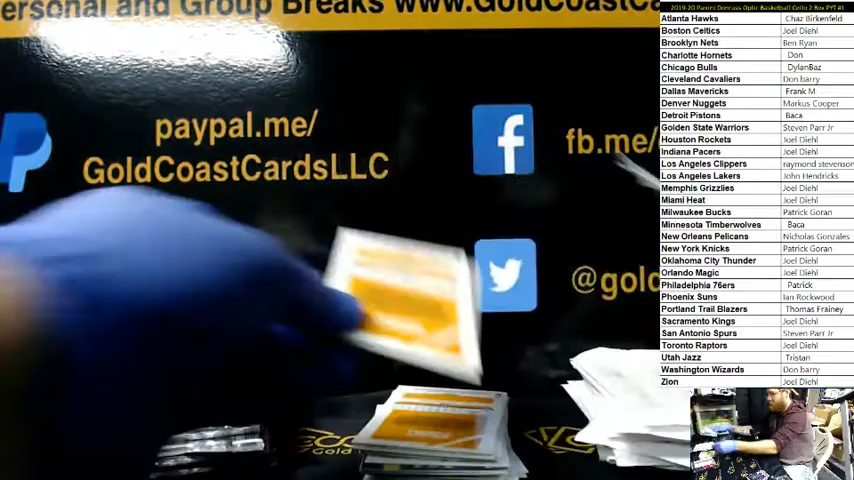 ersonal and Group Breaks www.GoldCoastCa
paypal.me/
GoldCoastCardsLLC
fb.me/
@gold
2019-20 Panini Donruss Optic Basketball Cello 2 Box PYT #1
Atlanta Hawks Chaz Birkenfeld
Boston Celtics Joel Diehl
Brooklyn Nets Ben Ryan
Charlotte Hornets Don
Chicago Bulls DylanBaz
Cleveland Cavaliers Don barry
Dallas Mavericks Frank M
Denver Nuggets Markus Cooper
Detroit Pistons Baca
Golden State Warriors Steven Parr Jr
Houston Rockets Joel Diehl
Indiana Pacers Joel Diehl
Los Angeles Clippers raymond stevenson
Los Angeles Lakers John Hendricks
Memphis Grizzlies Joel Diehl
Miami Heat Joel Diehl
Milwaukee Bucks Patrick Goran
Minnesota Timberwolves Baca
New Orleans Pelicans Nicholas Gonzales
New York Knicks Patrick Goran
Oklahoma City Thunder Joel Diehl
Orlando Magic Joel Diehl
Philadelphia 76ers Patrick
Phoenix Suns Ian Rockwood
Portland Trail Blazers Thomas Frainey
Sacramento Kings Joel Diehl
San Antonio Spurs Steven Parr Jr
Toronto Raptors Joel Diehl
Utah Jazz Tristan
Washington Wizards Don barry
Zion Joel Diehl